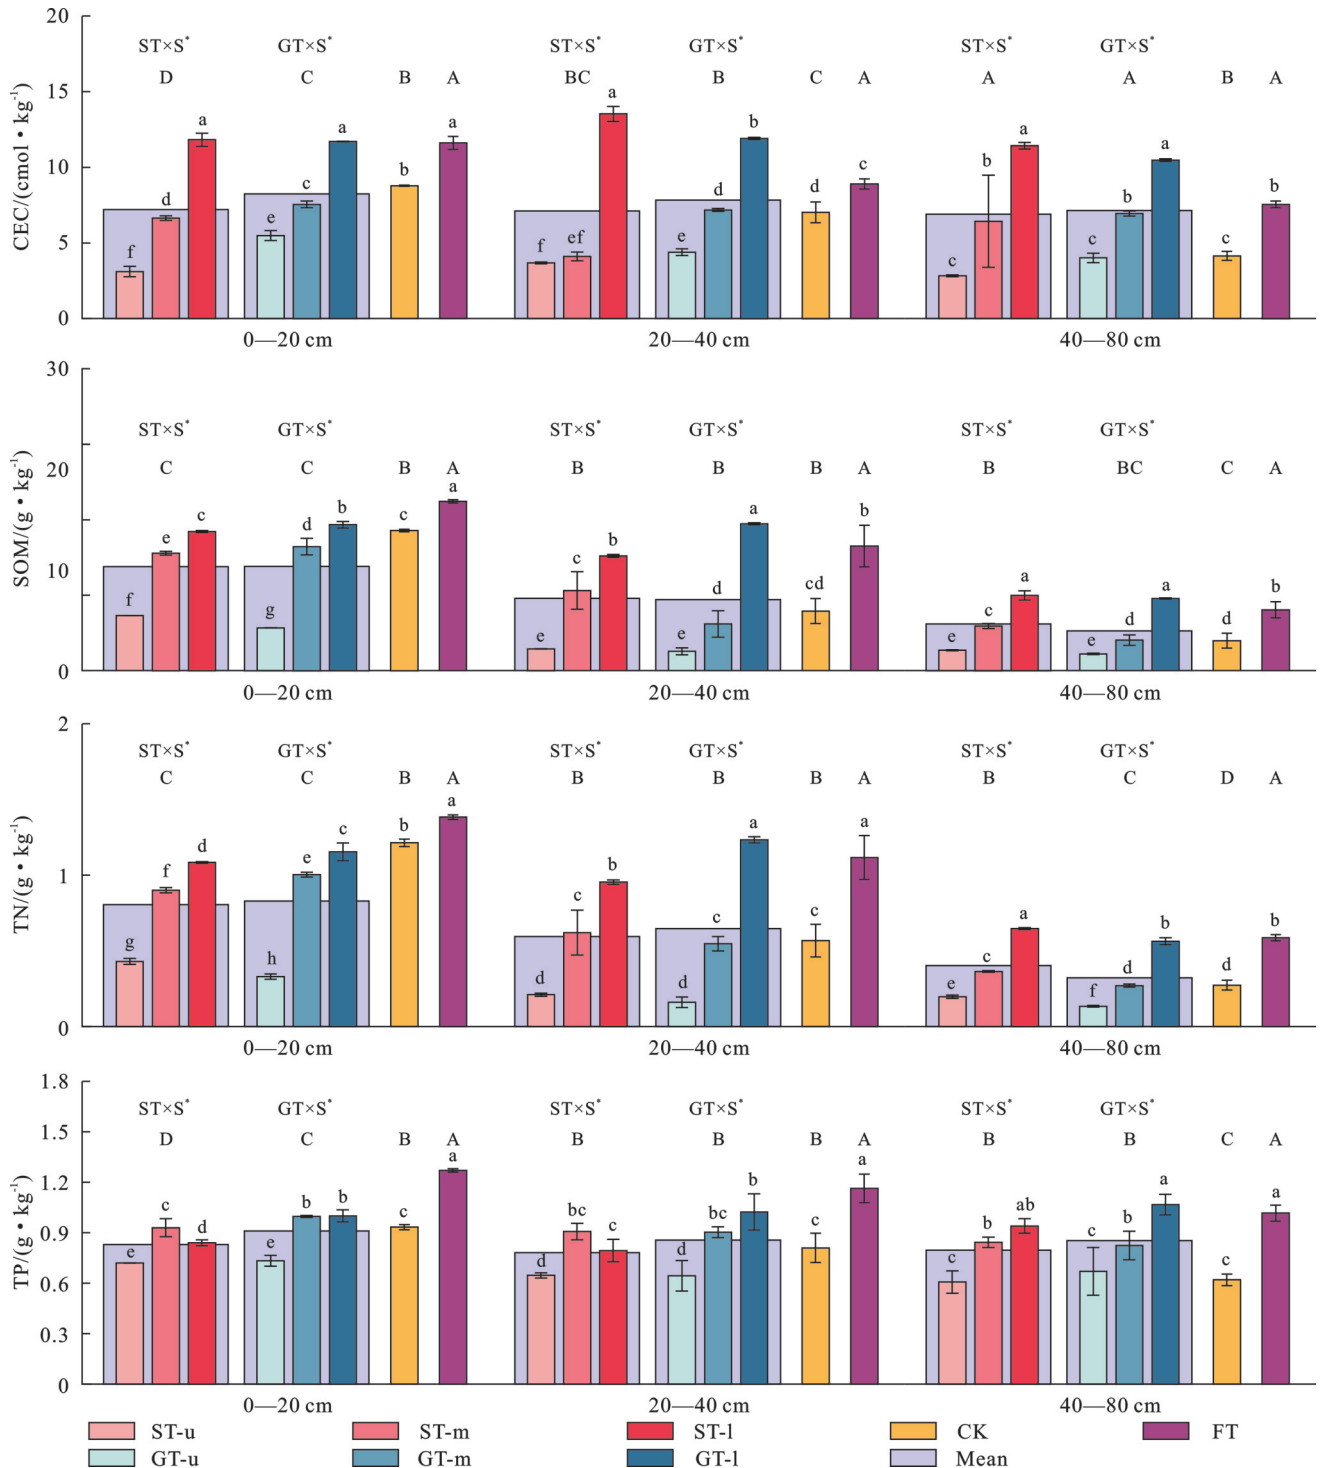 20
ST×S* GT×S* ST×S* GT×S* ST×S* GT×S*
D C B A BC B C A A A B A
15
a a a a b a a
b d c b c b b
10
f e f ef e d d c c c b
5
0
CEC/(cmol • kg⁻¹)
0—20 cm 20—40 cm 40—80 cm
30
ST×S* GT×S* ST×S* GT×S* ST×S* GT×S*
20
C C B A B B B A B BC C A
a a b
c b c d e c b cd a a b
10
f g e e d e c e d d
0
SOM/(g • kg⁻¹)
0—20 cm 20—40 cm 40—80 cm
2
ST×S* GT×S* ST×S* GT×S* ST×S* GT×S*
C C B A B B B A B C D A
a a a
f d e c b c b
1
g h d d c c e c a f d b d b
0
TN/(g • kg⁻¹)
0—20 cm 20—40 cm 40—80 cm
1.8
ST×S* GT×S* ST×S* GT×S* ST×S* GT×S*
1.5
D C B A B B B A B B C A
a a
1.2
c d b b c bc c bc b c b ab b a a
0.9
e e d d c c c
0.6
0.3
0
TP/(g • kg⁻¹)
0—20 cm 20—40 cm 40—80 cm
ST-u ST-m ST-l CK FT
GT-u GT-m GT-l Mean